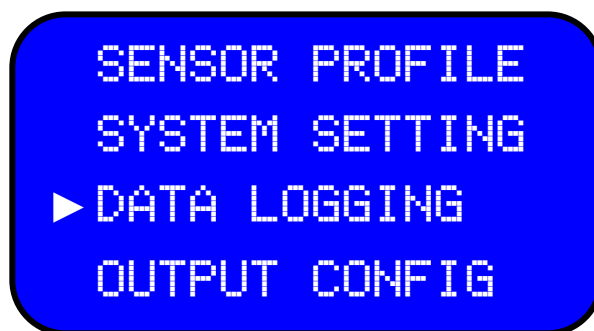 SENSOR PROFILE
SYSTEM SETTING
►DATA LOGGING
OUTPUT CONFIG